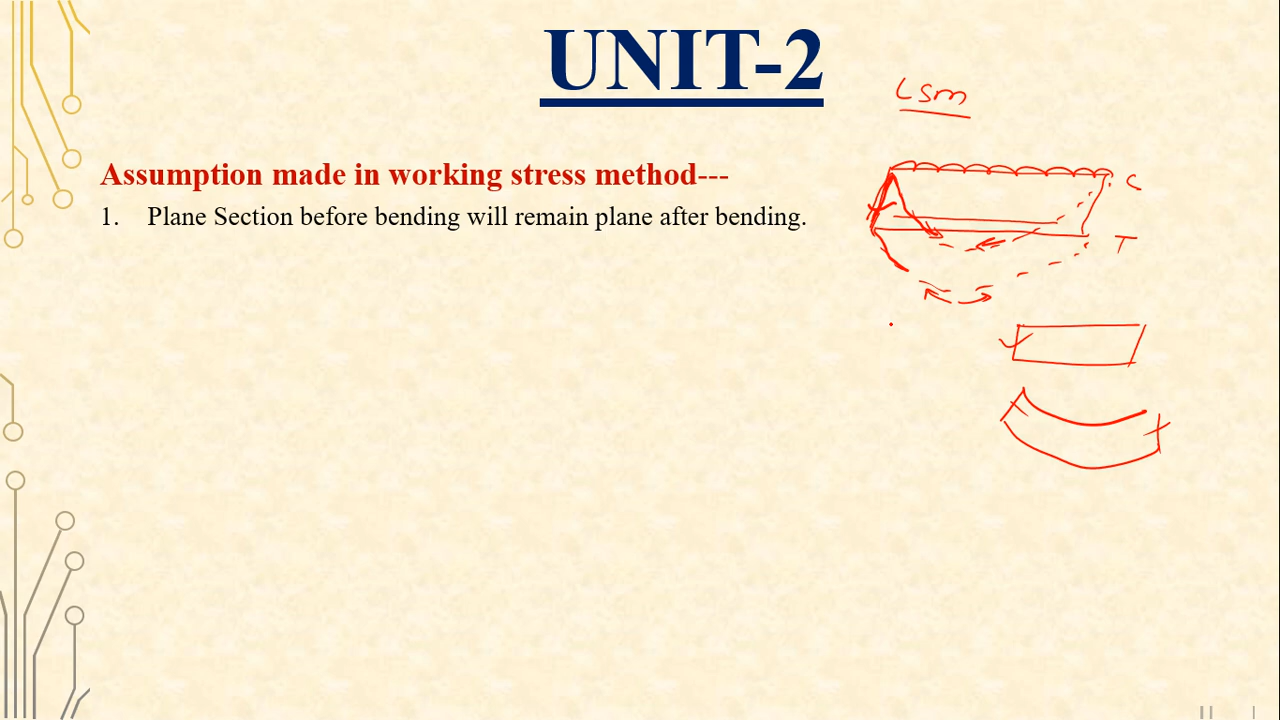 UNIT-2
LSM
Assumption made in working stress method---
C
1. Plane Section before bending will remain plane after bending.
T